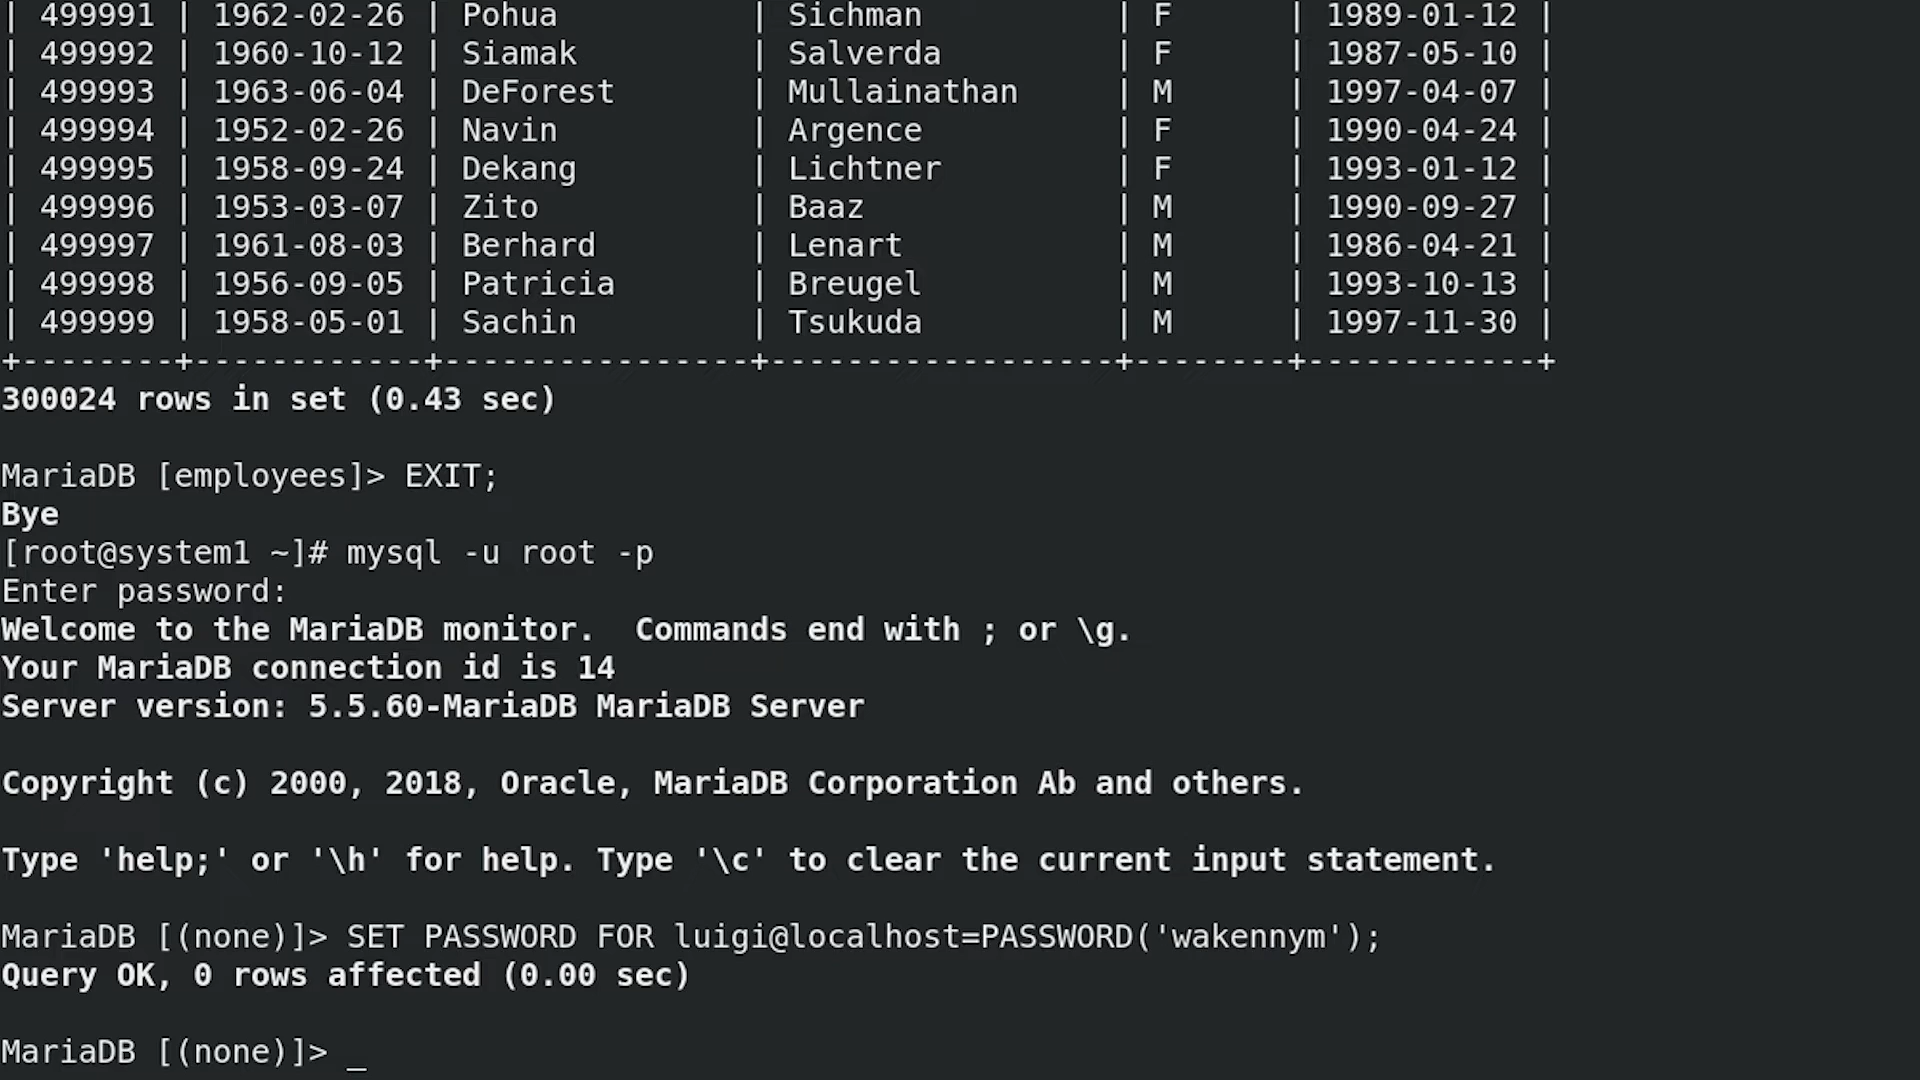 | 499991 | 1962-02-26 | Pohua          | Sichman          | F      | 1989-01-12 |
| 499992 | 1960-10-12 | Siamak         | Salverda         | F      | 1987-05-10 |
| 499993 | 1963-06-04 | DeForest       | Mullainathan     | M      | 1997-04-07 |
| 499994 | 1952-02-26 | Navin          | Argence          | F      | 1990-04-24 |
| 499995 | 1958-09-24 | Dekang         | Lichtner         | F      | 1993-01-12 |
| 499996 | 1953-03-07 | Zito           | Baaz             | M      | 1990-09-27 |
| 499997 | 1961-08-03 | Berhard        | Lenart           | M      | 1986-04-21 |
| 499998 | 1956-09-05 | Patricia       | Breugel          | M      | 1993-10-13 |
| 499999 | 1958-05-01 | Sachin         | Tsukuda          | M      | 1997-11-30 |
+--------+------------+----------------+------------------+--------+------------+
300024 rows in set (0.43 sec)

MariaDB [employees]> EXIT;
Bye
[root@system1 ~]# mysql -u root -p
Enter password:
Welcome to the MariaDB monitor.  Commands end with ; or \g.
Your MariaDB connection id is 14
Server version: 5.5.60-MariaDB MariaDB Server

Copyright (c) 2000, 2018, Oracle, MariaDB Corporation Ab and others.

Type 'help;' or '\h' for help. Type '\c' to clear the current input statement.

MariaDB [(none)]> SET PASSWORD FOR luigi@localhost=PASSWORD('wakennym');
Query OK, 0 rows affected (0.00 sec)

MariaDB [(none)]> _